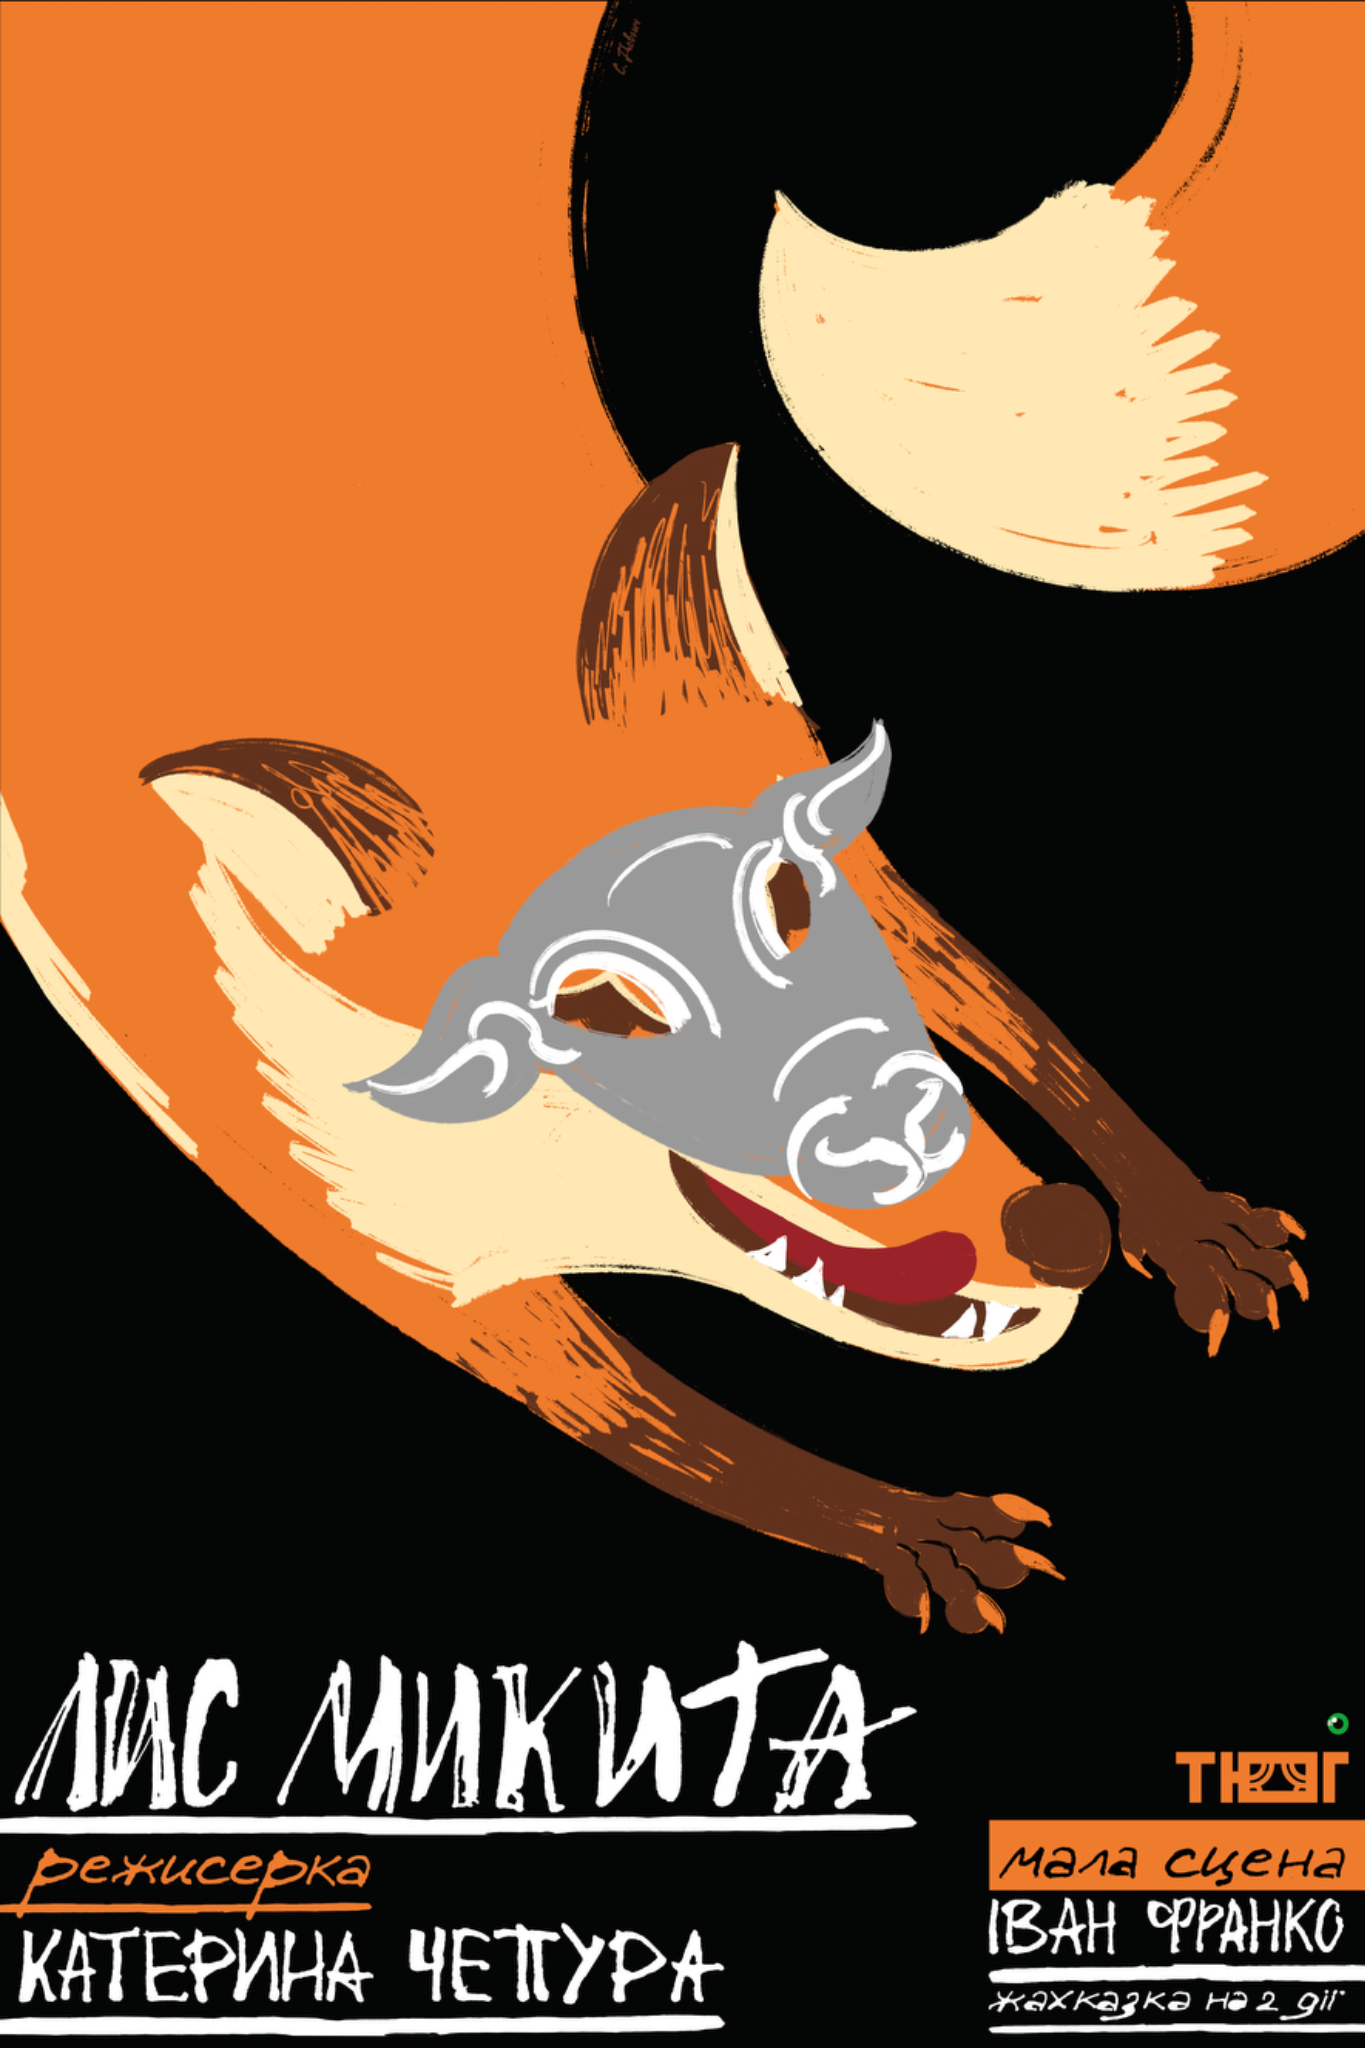 ЛИС МИКИТА
режисерка
КАТЕРИНА ЧЕПУРА
ТЮГ
мала сцена
ІВАН ФРАНКО
жахказка на 2 дії